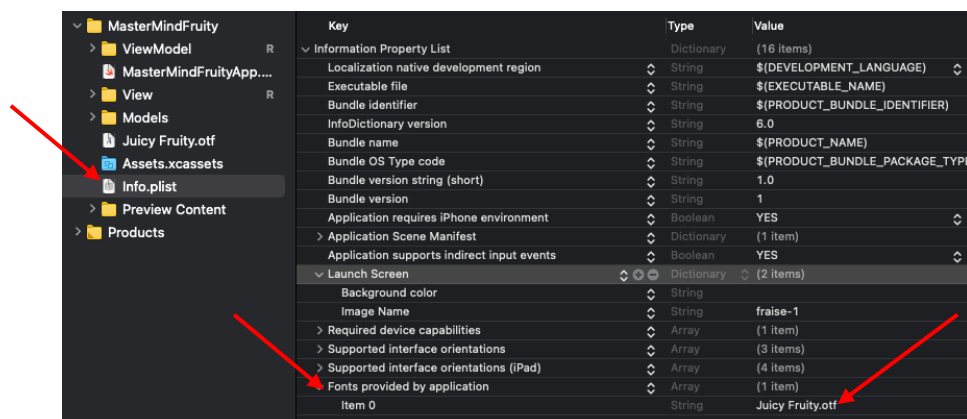 MasterMindFruity
ViewModel R
MasterMindFruityApp....
View R
Models
Juicy Fruity.otf
Assets.xcassets
Info.plist
Preview Content
Products
Key Type Value
Information Property List Dictionary (16 items)
Localization native development region String $(DEVELOPMENT_LANGUAGE)
Executable file String $(EXECUTABLE_NAME)
Bundle identifier String $(PRODUCT_BUNDLE_IDENTIFIER)
InfoDictionary version String 6.0
Bundle name String $(PRODUCT_NAME)
Bundle OS Type code String $(PRODUCT_BUNDLE_PACKAGE_TYPE
Bundle version string (short) String 1.0
Bundle version String 1
Application requires iPhone environment Boolean YES
Application Scene Manifest Dictionary (1 item)
Application supports indirect input events Boolean YES
Launch Screen Dictionary (2 items)
Background color String
Image Name String fraise-1
Required device capabilities Array (1 item)
Supported interface orientations Array (3 items)
Supported interface orientations (iPad) Array (4 items)
Fonts provided by application Array (1 item)
Item 0 String Juicy Fruity.otf